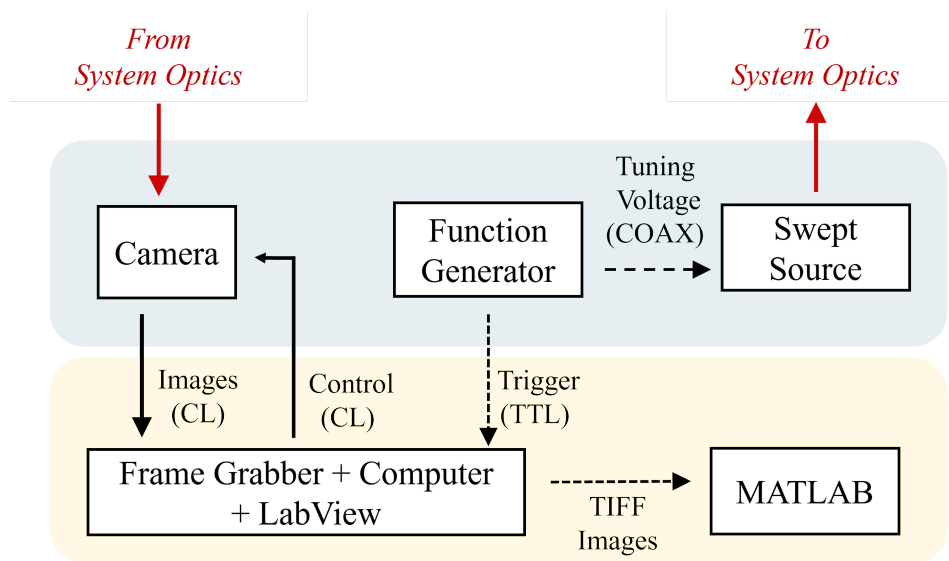 From
System Optics
To
System Optics
Camera
Function
Generator
Tuning
Voltage
(COAX)
Swept
Source
Images
(CL)
Control
(CL)
Trigger
(TTL)
Frame Grabber + Computer
+ LabView
TIFF
Images
MATLAB